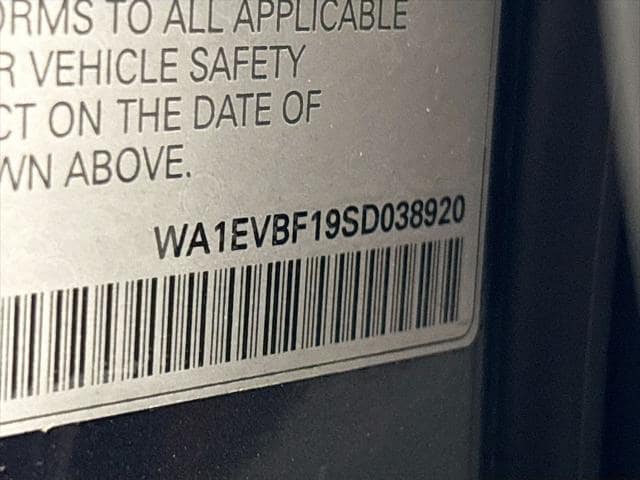 ORMS TO ALL APPLICABLE
R VEHICLE SAFETY
CT ON THE DATE OF
WN ABOVE.
WA1EVBF19SD038920